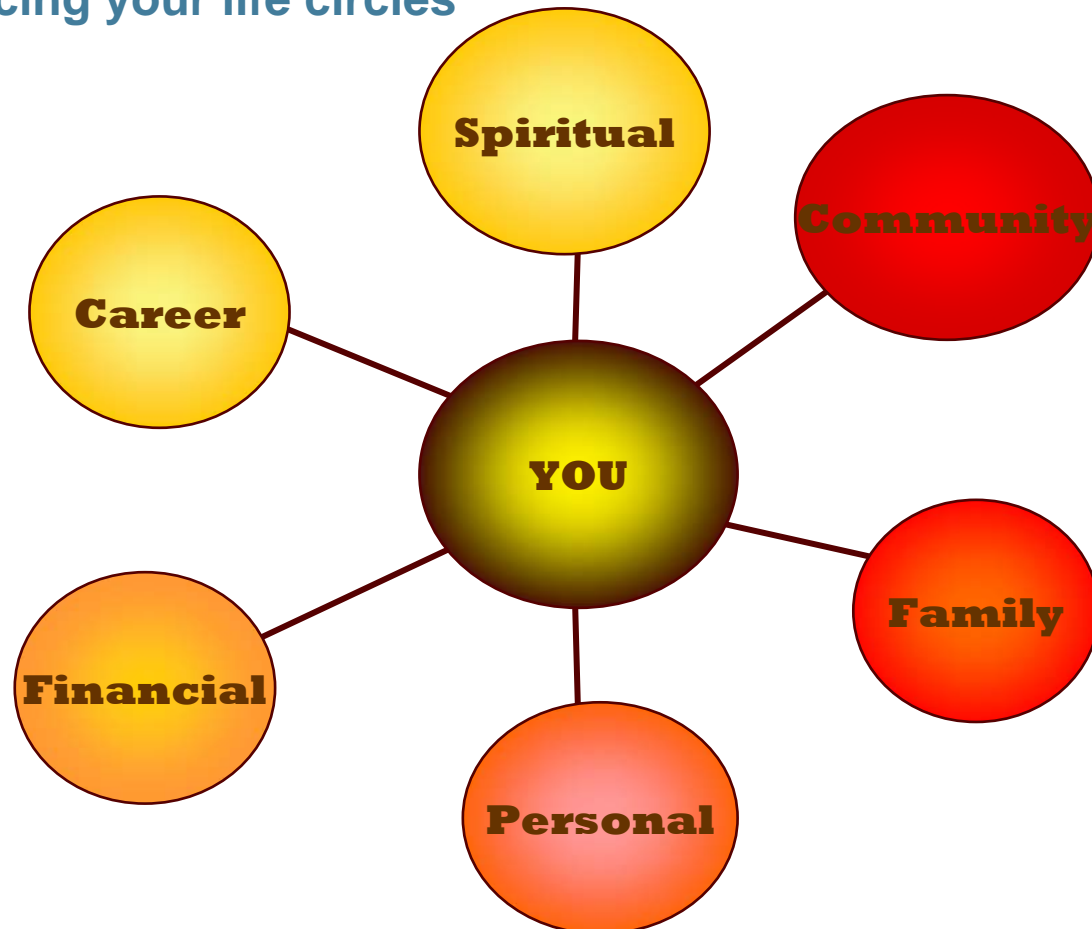 cing your life circles
Spiritual
Community
Career
YOU
Family
Financial
Personal